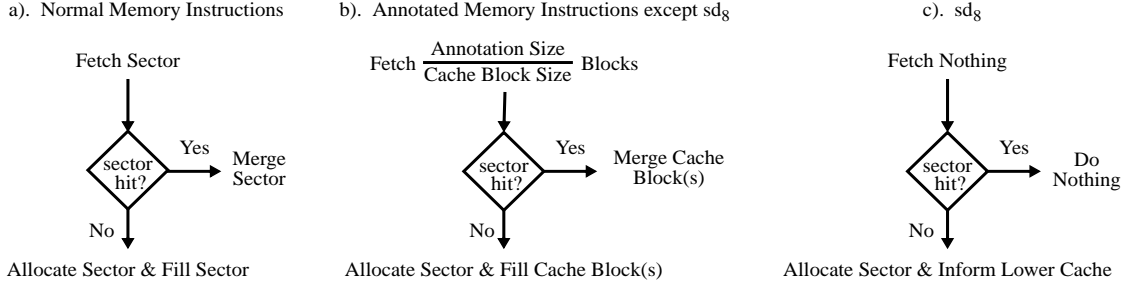 a). Normal Memory Instructions
Fetch Sector
sector
hit?
Yes
Merge
Sector
No
Allocate Sector & Fill Sector
b). Annotated Memory Instructions except sd8
Fetch Annotation Size / Cache Block Size Blocks
sector
hit?
Yes
Merge Cache
Block(s)
No
Allocate Sector & Fill Cache Block(s)
c). sd8
Fetch Nothing
sector
hit?
Yes
Do
Nothing
No
Allocate Sector & Inform Lower Cache